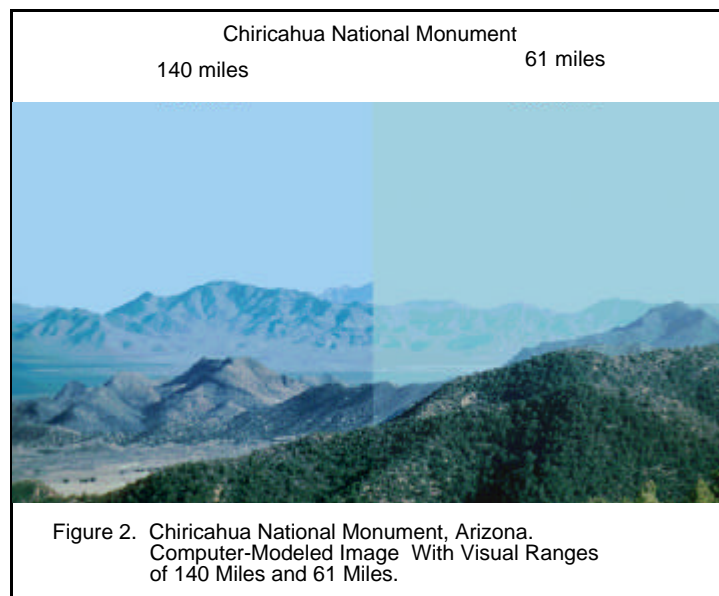 Chiricahua National Monument
140 miles
61 miles
Figure 2. Chiricahua National Monument, Arizona.
Computer-Modeled Image With Visual Ranges
of 140 Miles and 61 Miles.